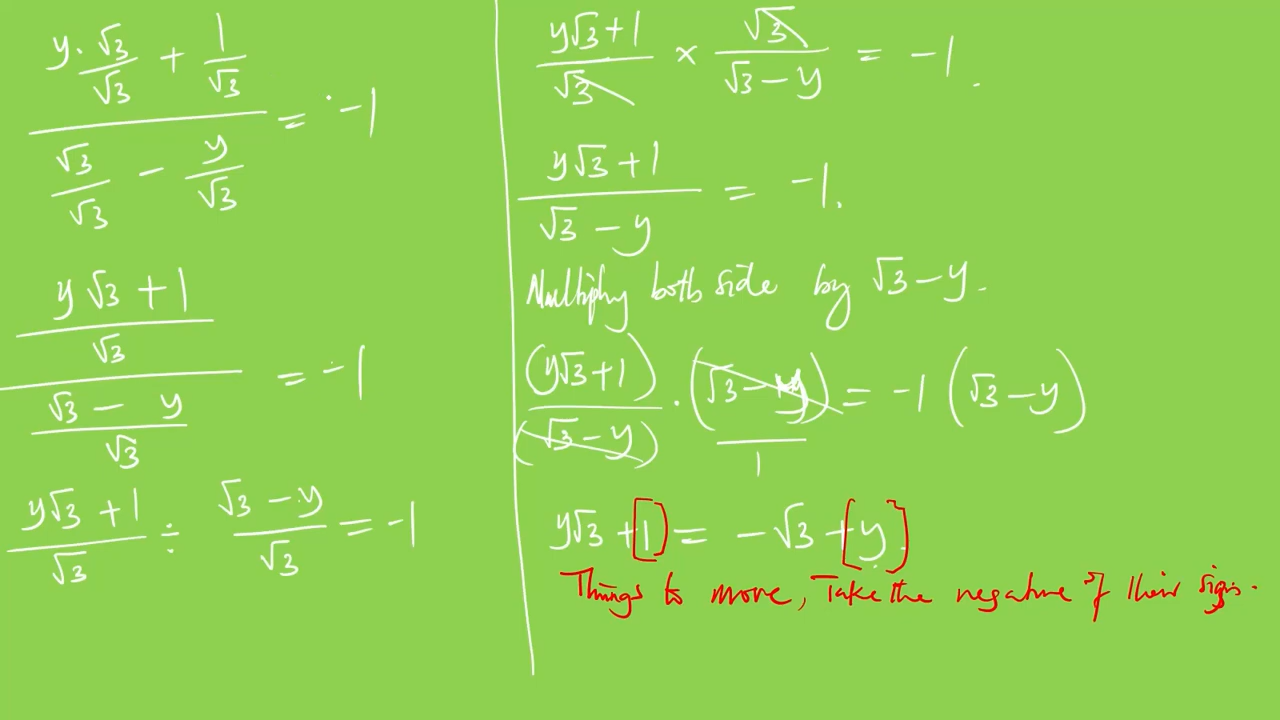 y·√3/√3 + 1/√3
—————————— = -1
√3/√3 - y/√3
(y√3 + 1)/√3
—————————— = -1
(√3 - y)/√3
(y√3 + 1)/√3 ÷ (√3 - y)/√3 = -1
(y√3 + 1)/√3 × √3/(√3 - y) = -1.
(y√3 + 1)/(√3 - y) = -1.
Multiply both side by √3 - y.
(y√3 + 1)/(√3 - y) · (√3 - y)/1 = -1 (√3 - y)
y√3 + [1] = -√3 + [y].
Things to move, Take the negative of their signs.